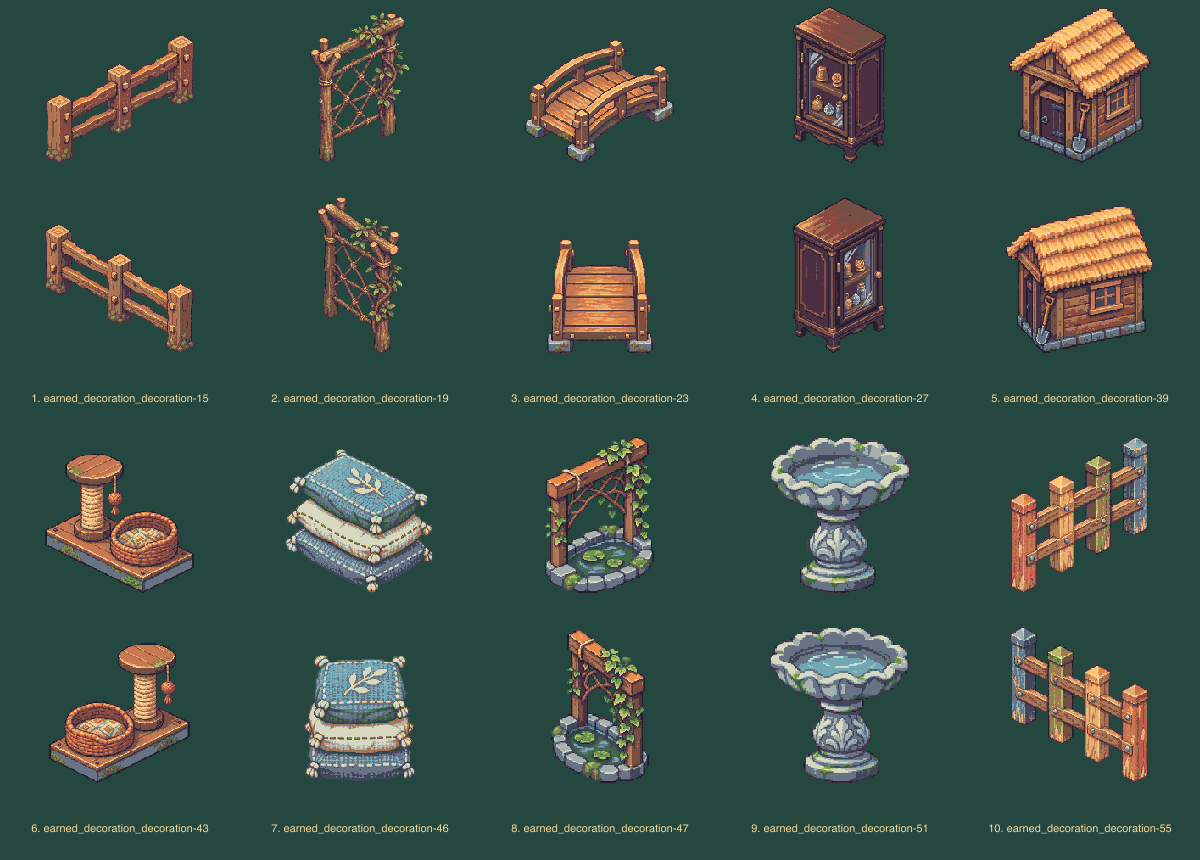 1. earned_decoration_decoration-15
2. earned_decoration_decoration-19
3. earned_decoration_decoration-23
4. earned_decoration_decoration-27
5. earned_decoration_decoration-39
6. earned_decoration_decoration-43
7. earned_decoration_decoration-46
8. earned_decoration_decoration-47
9. earned_decoration_decoration-51
10. earned_decoration_decoration-55